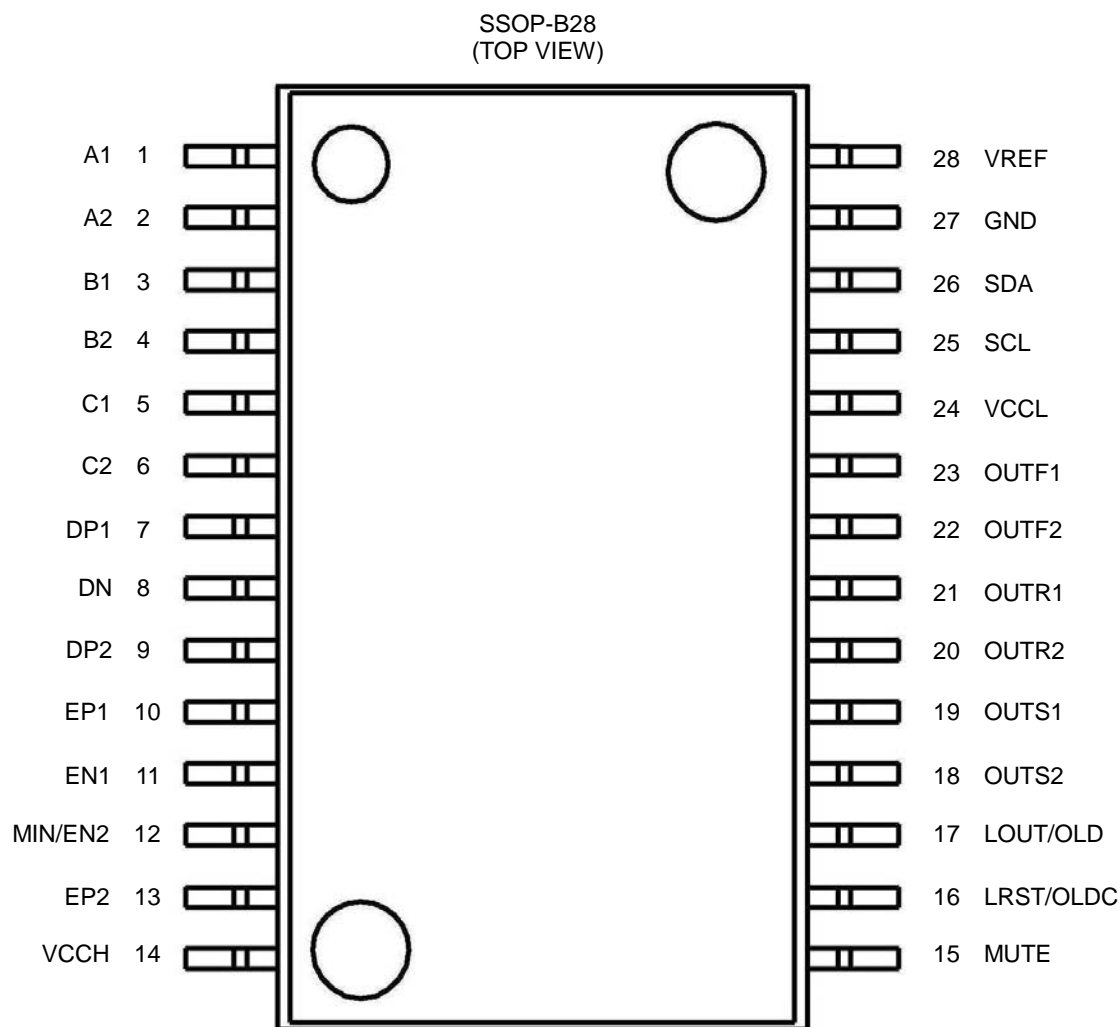 SSOP-B28
(TOP VIEW)
A1 1
28 VREF
A2 2
27 GND
B1 3
26 SDA
B2 4
25 SCL
C1 5
24 VCCL
C2 6
23 OUTF1
DP1 7
22 OUTF2
DN 8
21 OUTR1
DP2 9
20 OUTR2
EP1 10
19 OUTS1
EN1 11
18 OUTS2
MIN/EN2 12
17 LOUT/OLD
EP2 13
16 LRST/OLDC
VCCH 14
15 MUTE